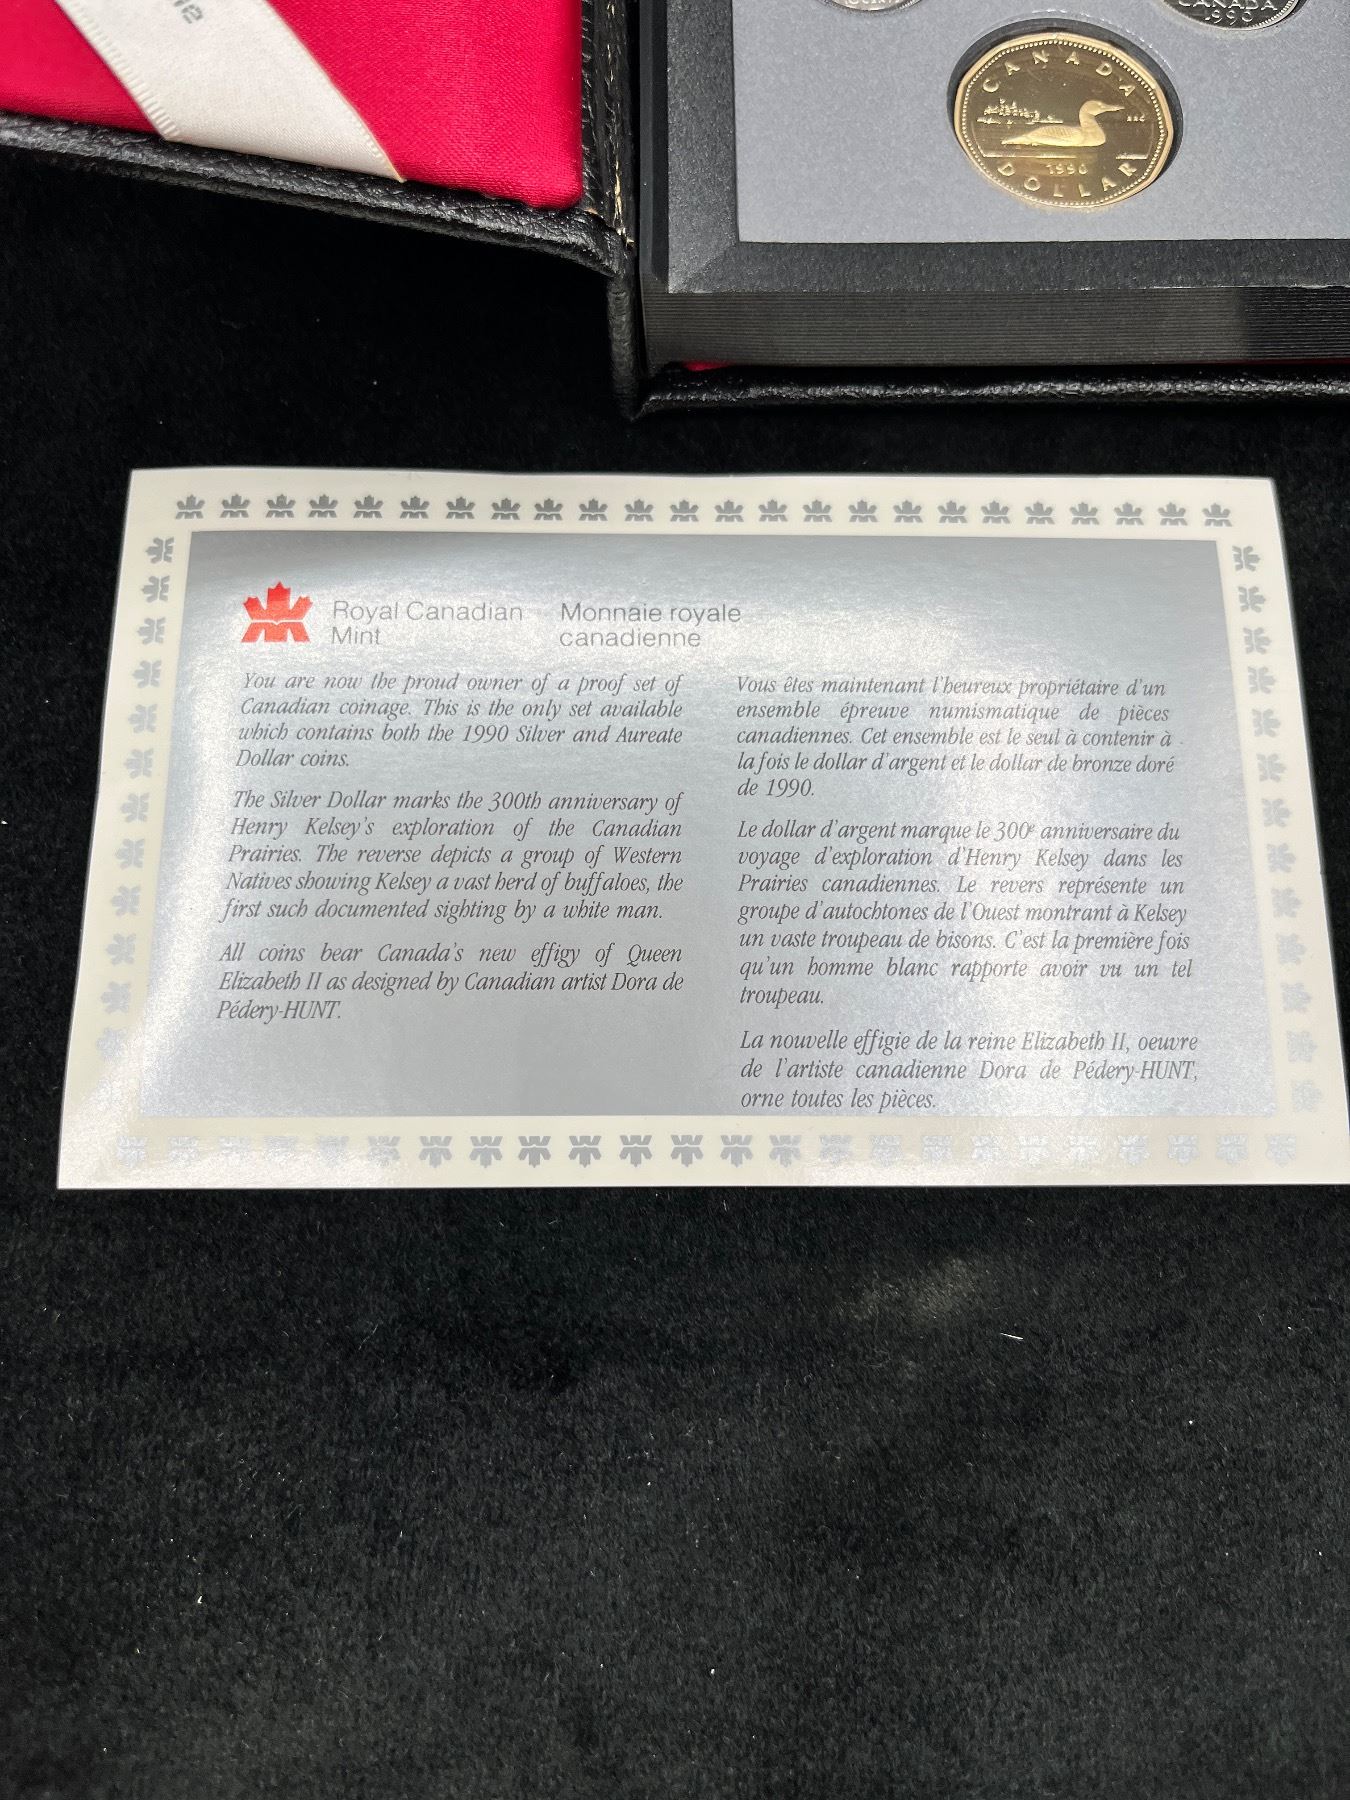 CANADA
1990
CANADA
1990
DOLLAR
Royal Canadian
Mint
Monnaie royale
canadienne
You are now the proud owner of a proof set of
Canadian coinage. This is the only set available
which contains both the 1990 Silver and Aureate
Dollar coins.
The Silver Dollar marks the 300th anniversary of
Henry Kelsey's exploration of the Canadian
Prairies. The reverse depicts a group of Western
Natives showing Kelsey a vast herd of buffaloes, the
first such documented sighting by a white man.
All coins bear Canada's new effigy of Queen
Elizabeth II as designed by Canadian artist Dora de
Pédery-HUNT.
Vous êtes maintenant l'heureux propriétaire d'un
ensemble épreuve numismatique de pièces
canadiennes. Cet ensemble est le seul à contenir à
la fois le dollar d'argent et le dollar de bronze doré
de 1990.
Le dollar d'argent marque le 300e anniversaire du
voyage d'exploration d'Henry Kelsey dans les
Prairies canadiennes. Le revers représente un
groupe d'autochtones de l'Ouest montrant à Kelsey
un vaste troupeau de bisons. C'est la première fois
qu'un homme blanc rapporte avoir vu un tel
troupeau.
La nouvelle effigie de la reine Elizabeth II, oeuvre
de l'artiste canadienne Dora de Pédery-HUNT,
orne toutes les pièces.